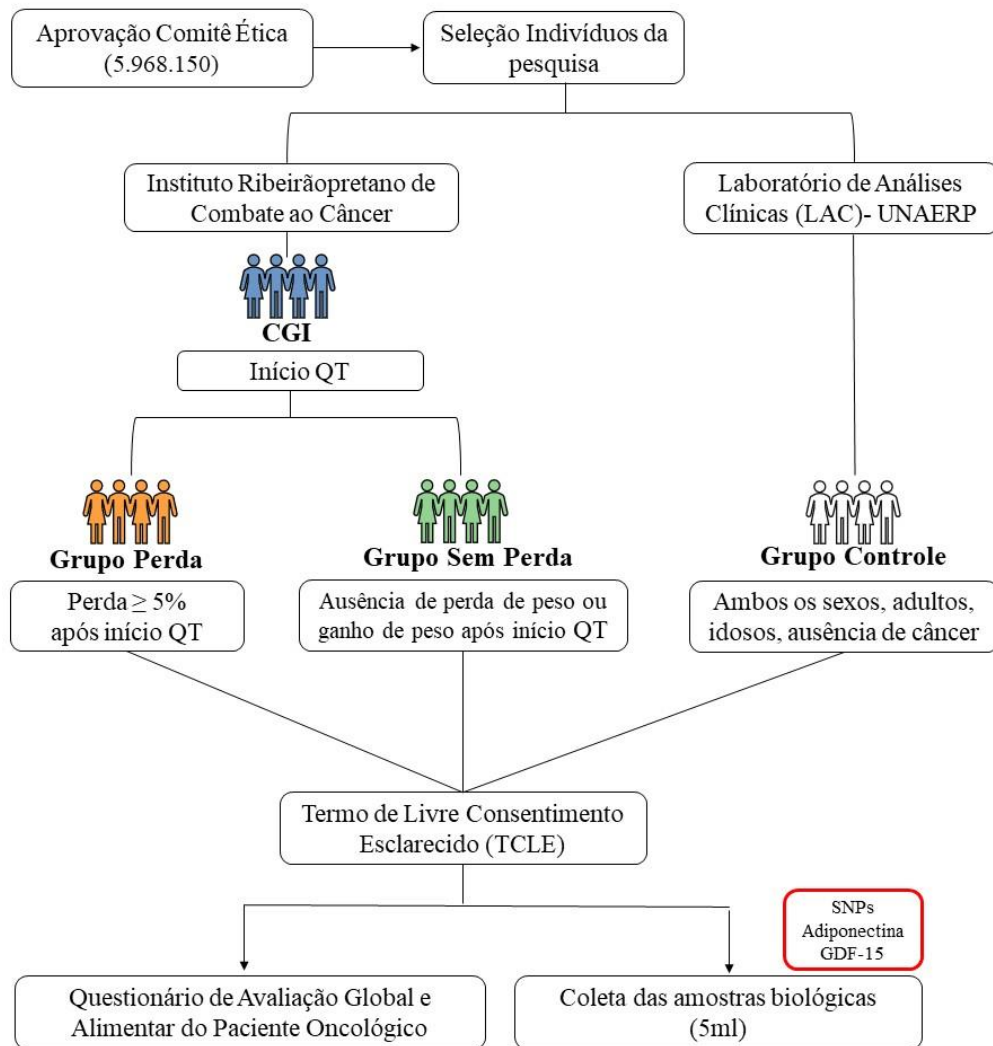 Aprovação Comitê Ética
(5.968.150)
Seleção Indivíduos da
pesquisa
Instituto Ribeirãopretano de
Combate ao Câncer
Laboratório de Análises
Clínicas (LAC)- UNAERP
CGI
Início QT
Grupo Perda
Grupo Sem Perda
Grupo Controle
Perda ≥ 5%
após início QT
Ausência de perda de peso ou
ganho de peso após início QT
Ambos os sexos, adultos,
idosos, ausência de câncer
Termo de Livre Consentimento
Esclarecido (TCLE)
SNPs
Adiponectina
GDF-15
Questionário de Avaliação Global e
Alimentar do Paciente Oncológico
Coleta das amostras biológicas
(5ml)